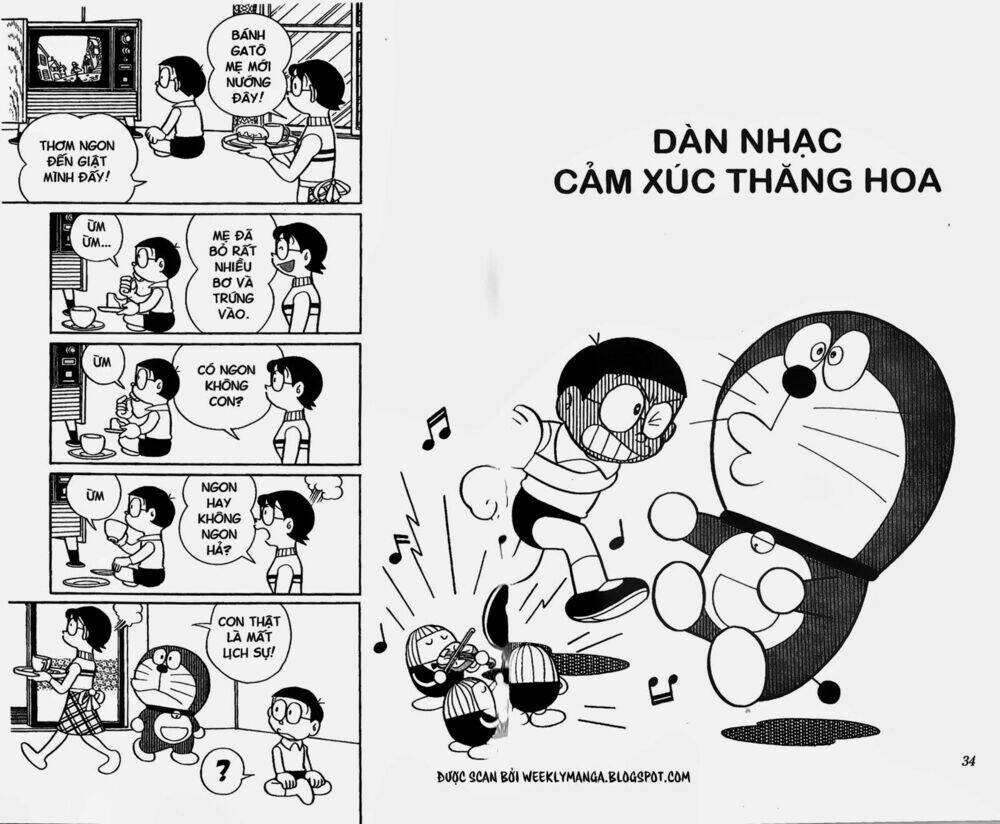 DÀN NHẠC
CẢM XÚC THĂNG HOA
ĐƯỢC SCAN BỞI WEEKLYMANGA.BLOGSPOT.COM
34
BÁNH
GATÔ
MẸ MỚI
NƯỚNG
ĐÂY!
THƠM NGON
ĐẾN GIẬT
MÌNH ĐẤY!
MẸ ĐÃ
BỎ RẤT
NHIỀU
BƠ VÀ
TRỨNG
VÀO.
ỪM
ỪM...
CÓ NGON
KHÔNG
CON?
ỪM
NGON
HAY
KHÔNG
NGON
HẢ?
ỪM
CON THẬT
LÀ MẤT
LỊCH SỰ!
?